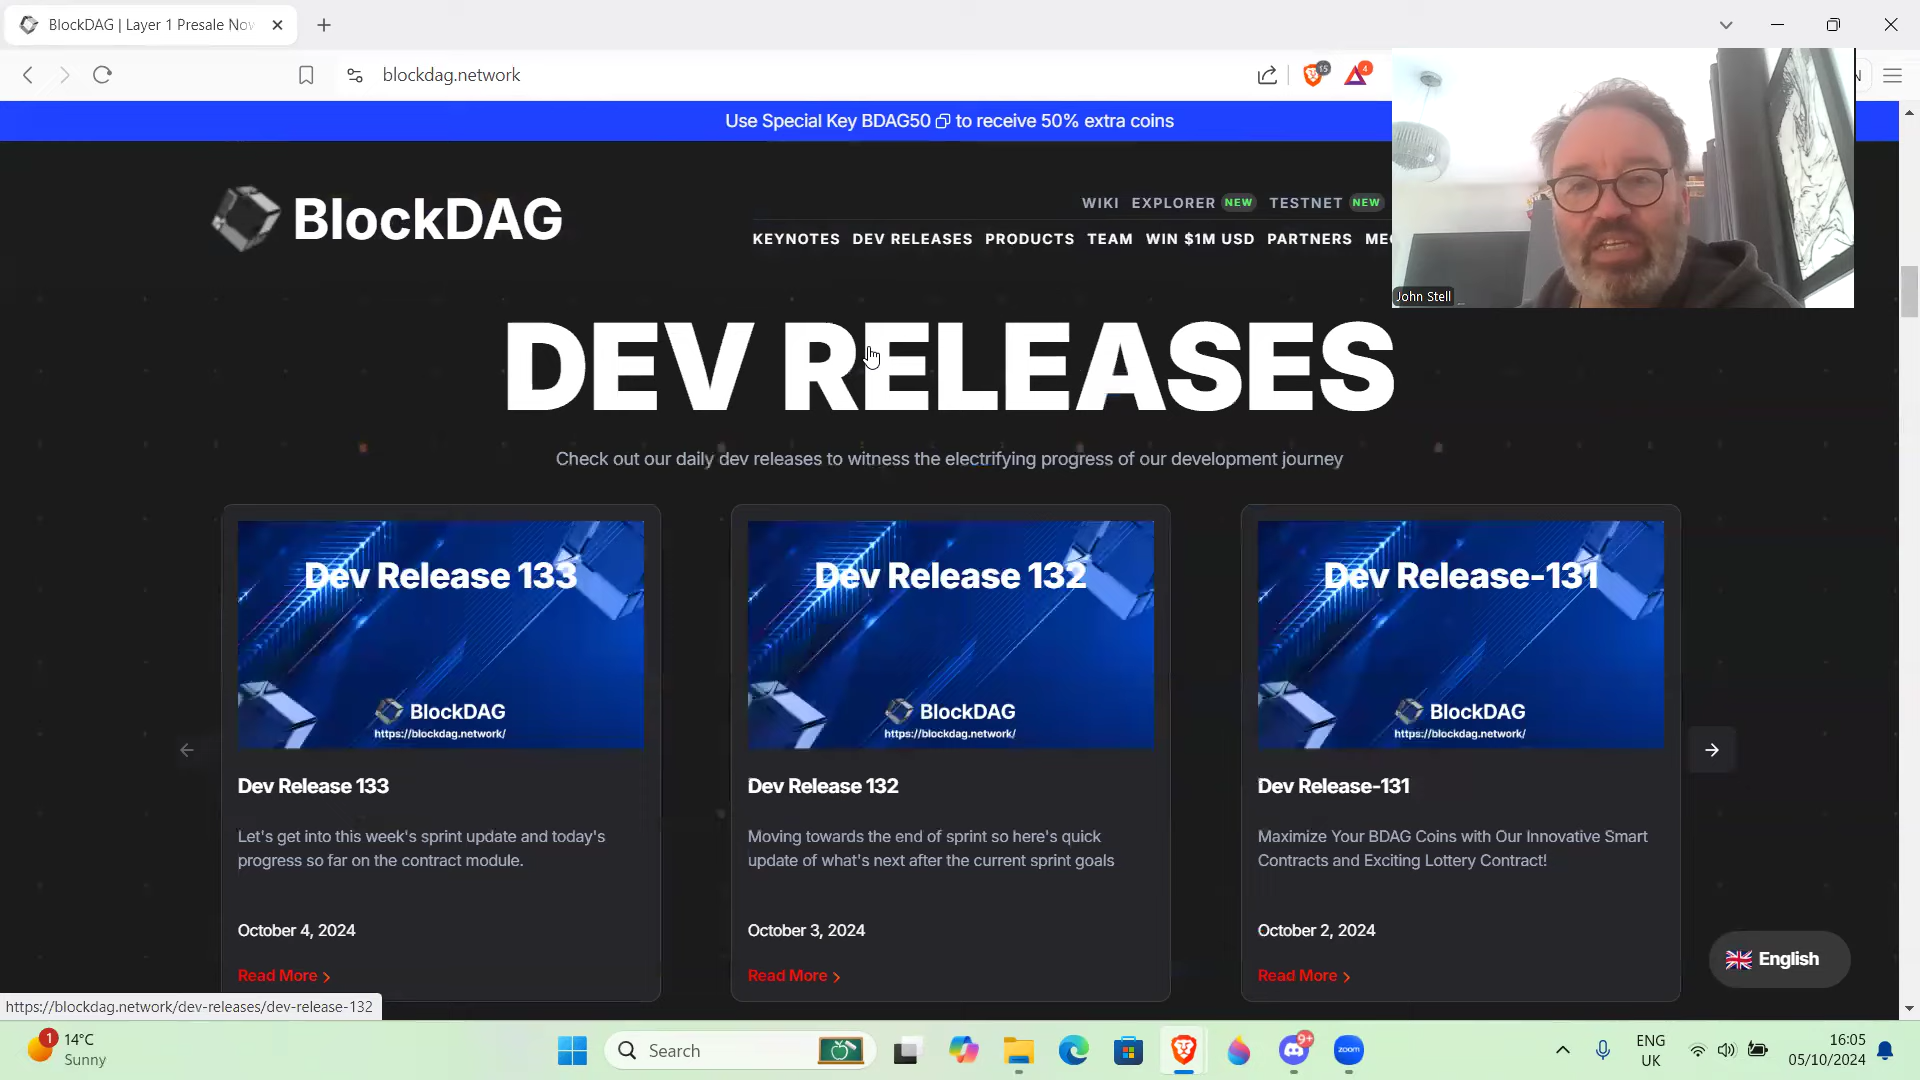 BlockDAG | Layer 1 Presale Nov
blockdag.network
15
4
Use Special Key BDAG50 to receive 50% extra coins
BlockDAG
WIKI EXPLORER NEW TESTNET NEW
KEYNOTES DEV RELEASES PRODUCTS TEAM WIN $1M USD PARTNERS
John Stell
DEV RELEASES
Check out our daily dev releases to witness the electrifying progress of our development journey
Dev Release 133
BlockDAG
https://blockdag.network/
Dev Release 133
Let's get into this week's sprint update and today's
progress so far on the contract module.
October 4, 2024
Read More >
Dev Release 132
BlockDAG
https://blockdag.network/
Dev Release 132
Moving towards the end of sprint so here's quick
update of what's next after the current sprint goals
October 3, 2024
Read More >
Dev Release-131
BlockDAG
https://blockdag.network/
Dev Release-131
Maximize Your BDAG Coins with Our Innovative Smart
Contracts and Exciting Lottery Contract!
October 2, 2024
Read More >
English
https://blockdag.network/dev-releases/dev-release-132
1
14°C
Sunny
Search
9+
zoom
ENG
UK
16:05
05/10/2024